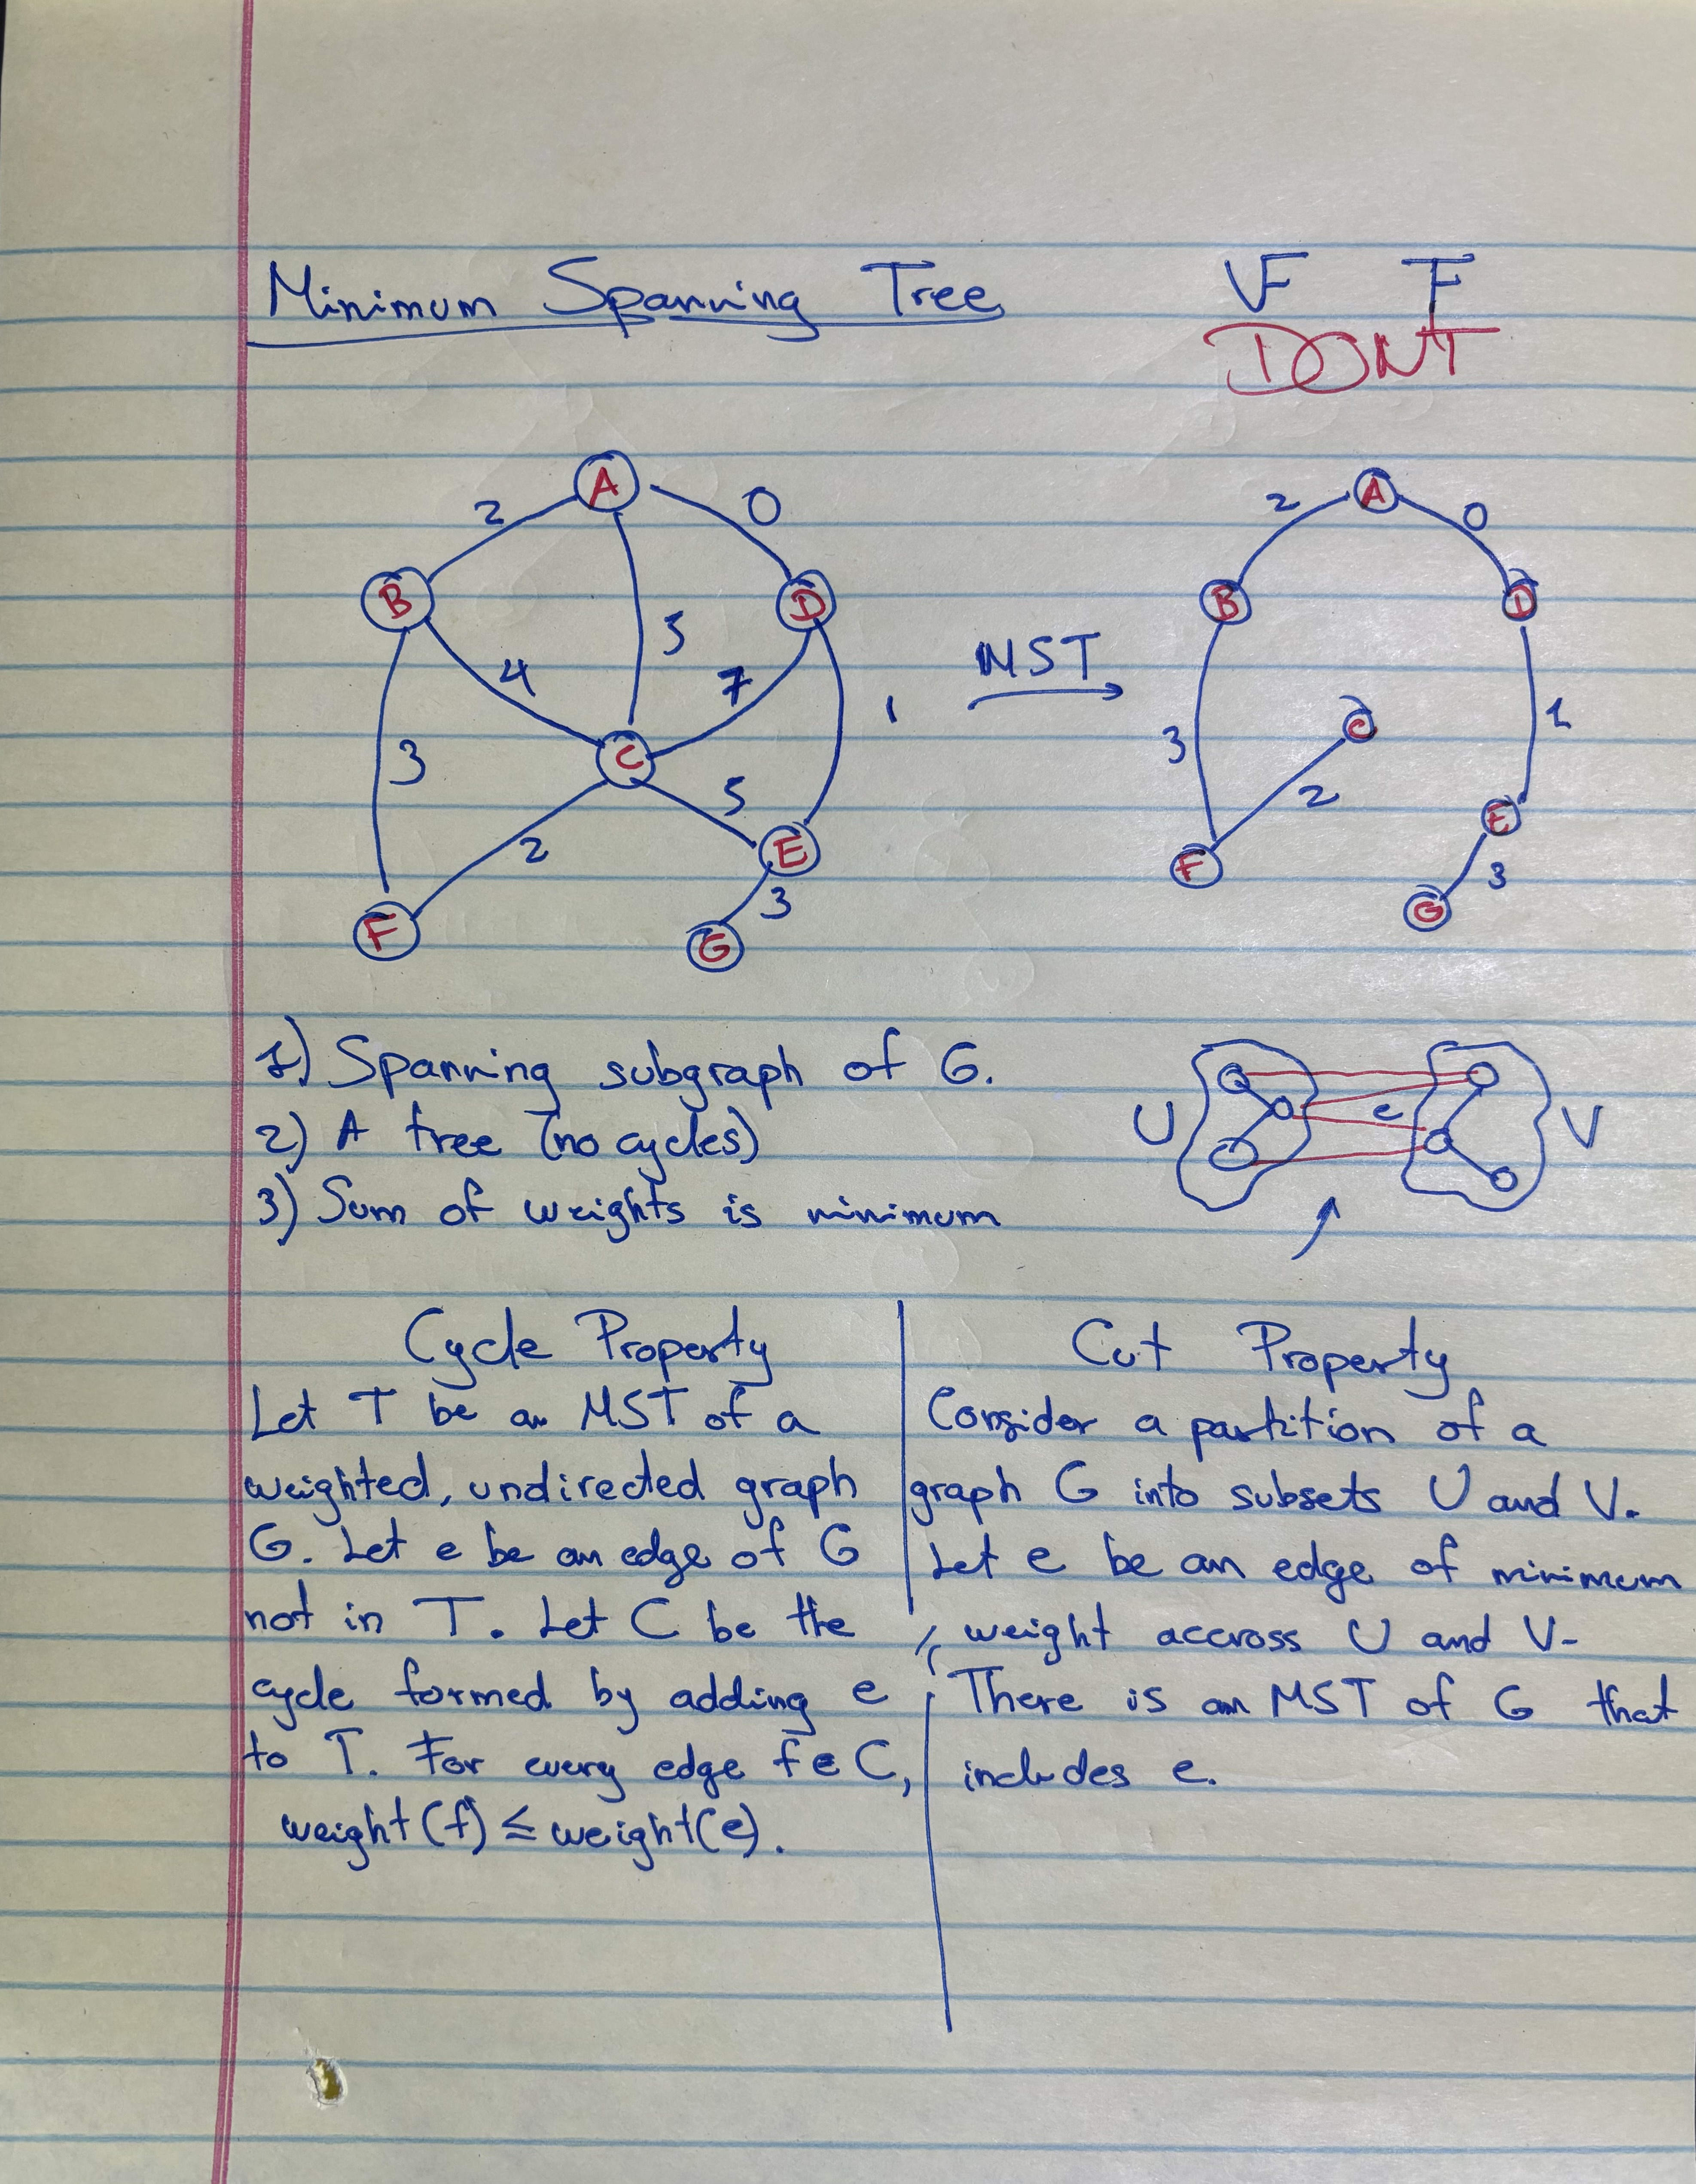 Minimum Spanning Tree VF F
DONT
A
2 0
B D
5
4 7 1
3 C
5
2 E
F 3
G
MST
A
2 0
B D
3 C 1
2 E
F 3
G
1) Spanning subgraph of G.
2) A tree (no cycles)
3) Sum of weights is minimum
U e V
Cycle Property
Let T be an MST of a
weighted, undirected graph
G. Let e be an edge of G
not in T. Let C be the
cycle formed by adding e
to T. For every edge f ∈ C,
weight(f) ≤ weight(e).
Cut Property
Consider a partition of a
graph G into subsets U and V.
Let e be an edge of minimum
weight accross U and V.
There is an MST of G that
includes e.